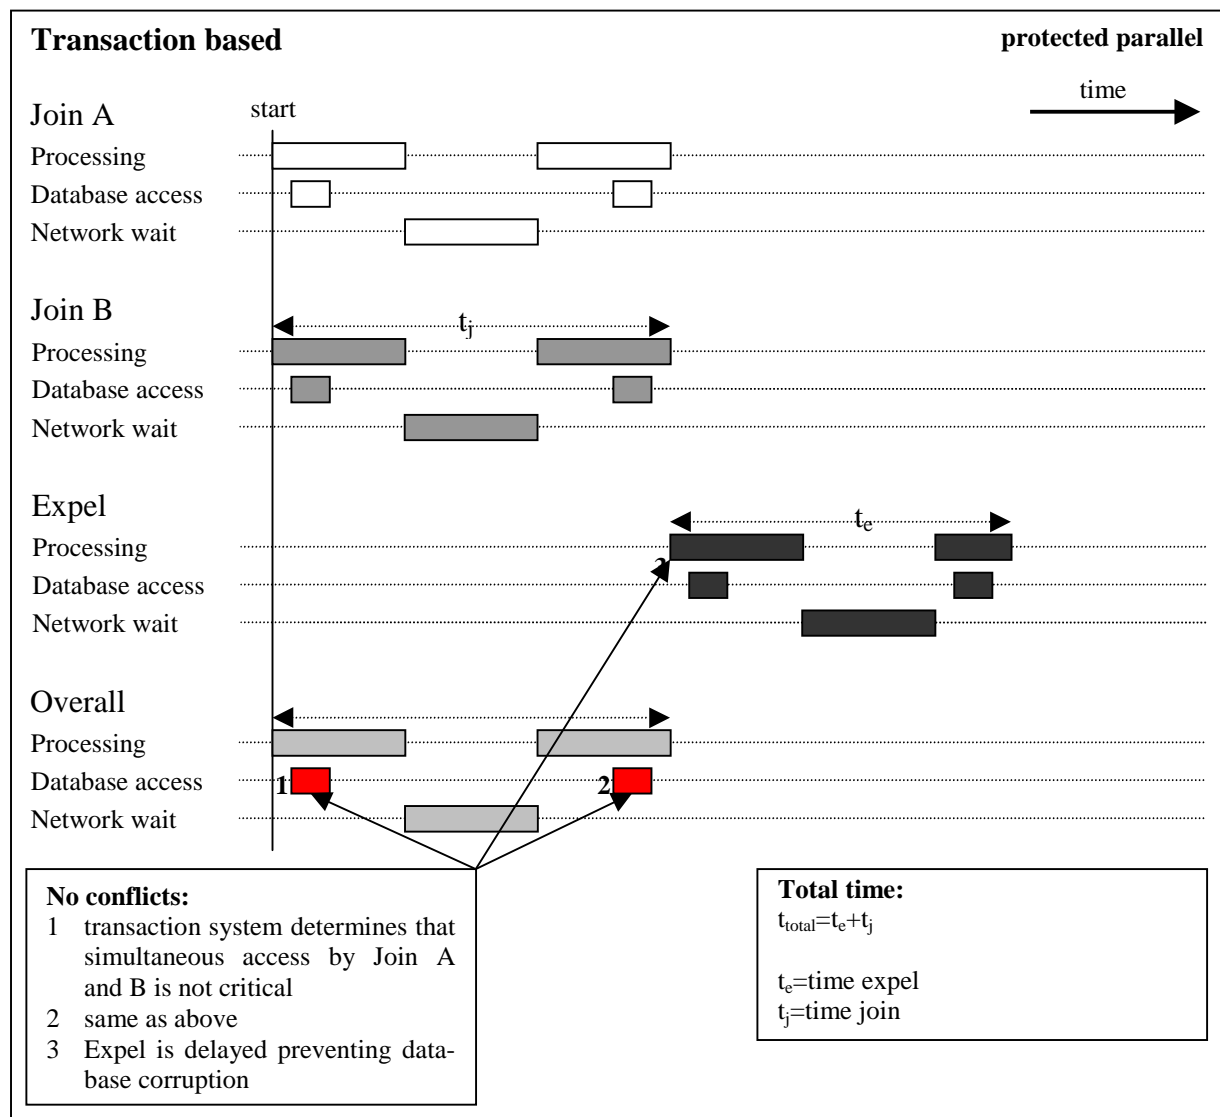 Transaction based
protected parallel
time
start
Join A
Processing
Database access
Network wait
Join B
tj
Processing
Database access
Network wait
Expel
te
Processing
3
Database access
Network wait
Overall
Processing
Database access
1
2
Network wait
No conflicts:
1 transaction system determines that
simultaneous access by Join A
and B is not critical
2 same as above
3 Expel is delayed preventing data-
base corruption
Total time:
ttotal=te+tj
te=time expel
tj=time join